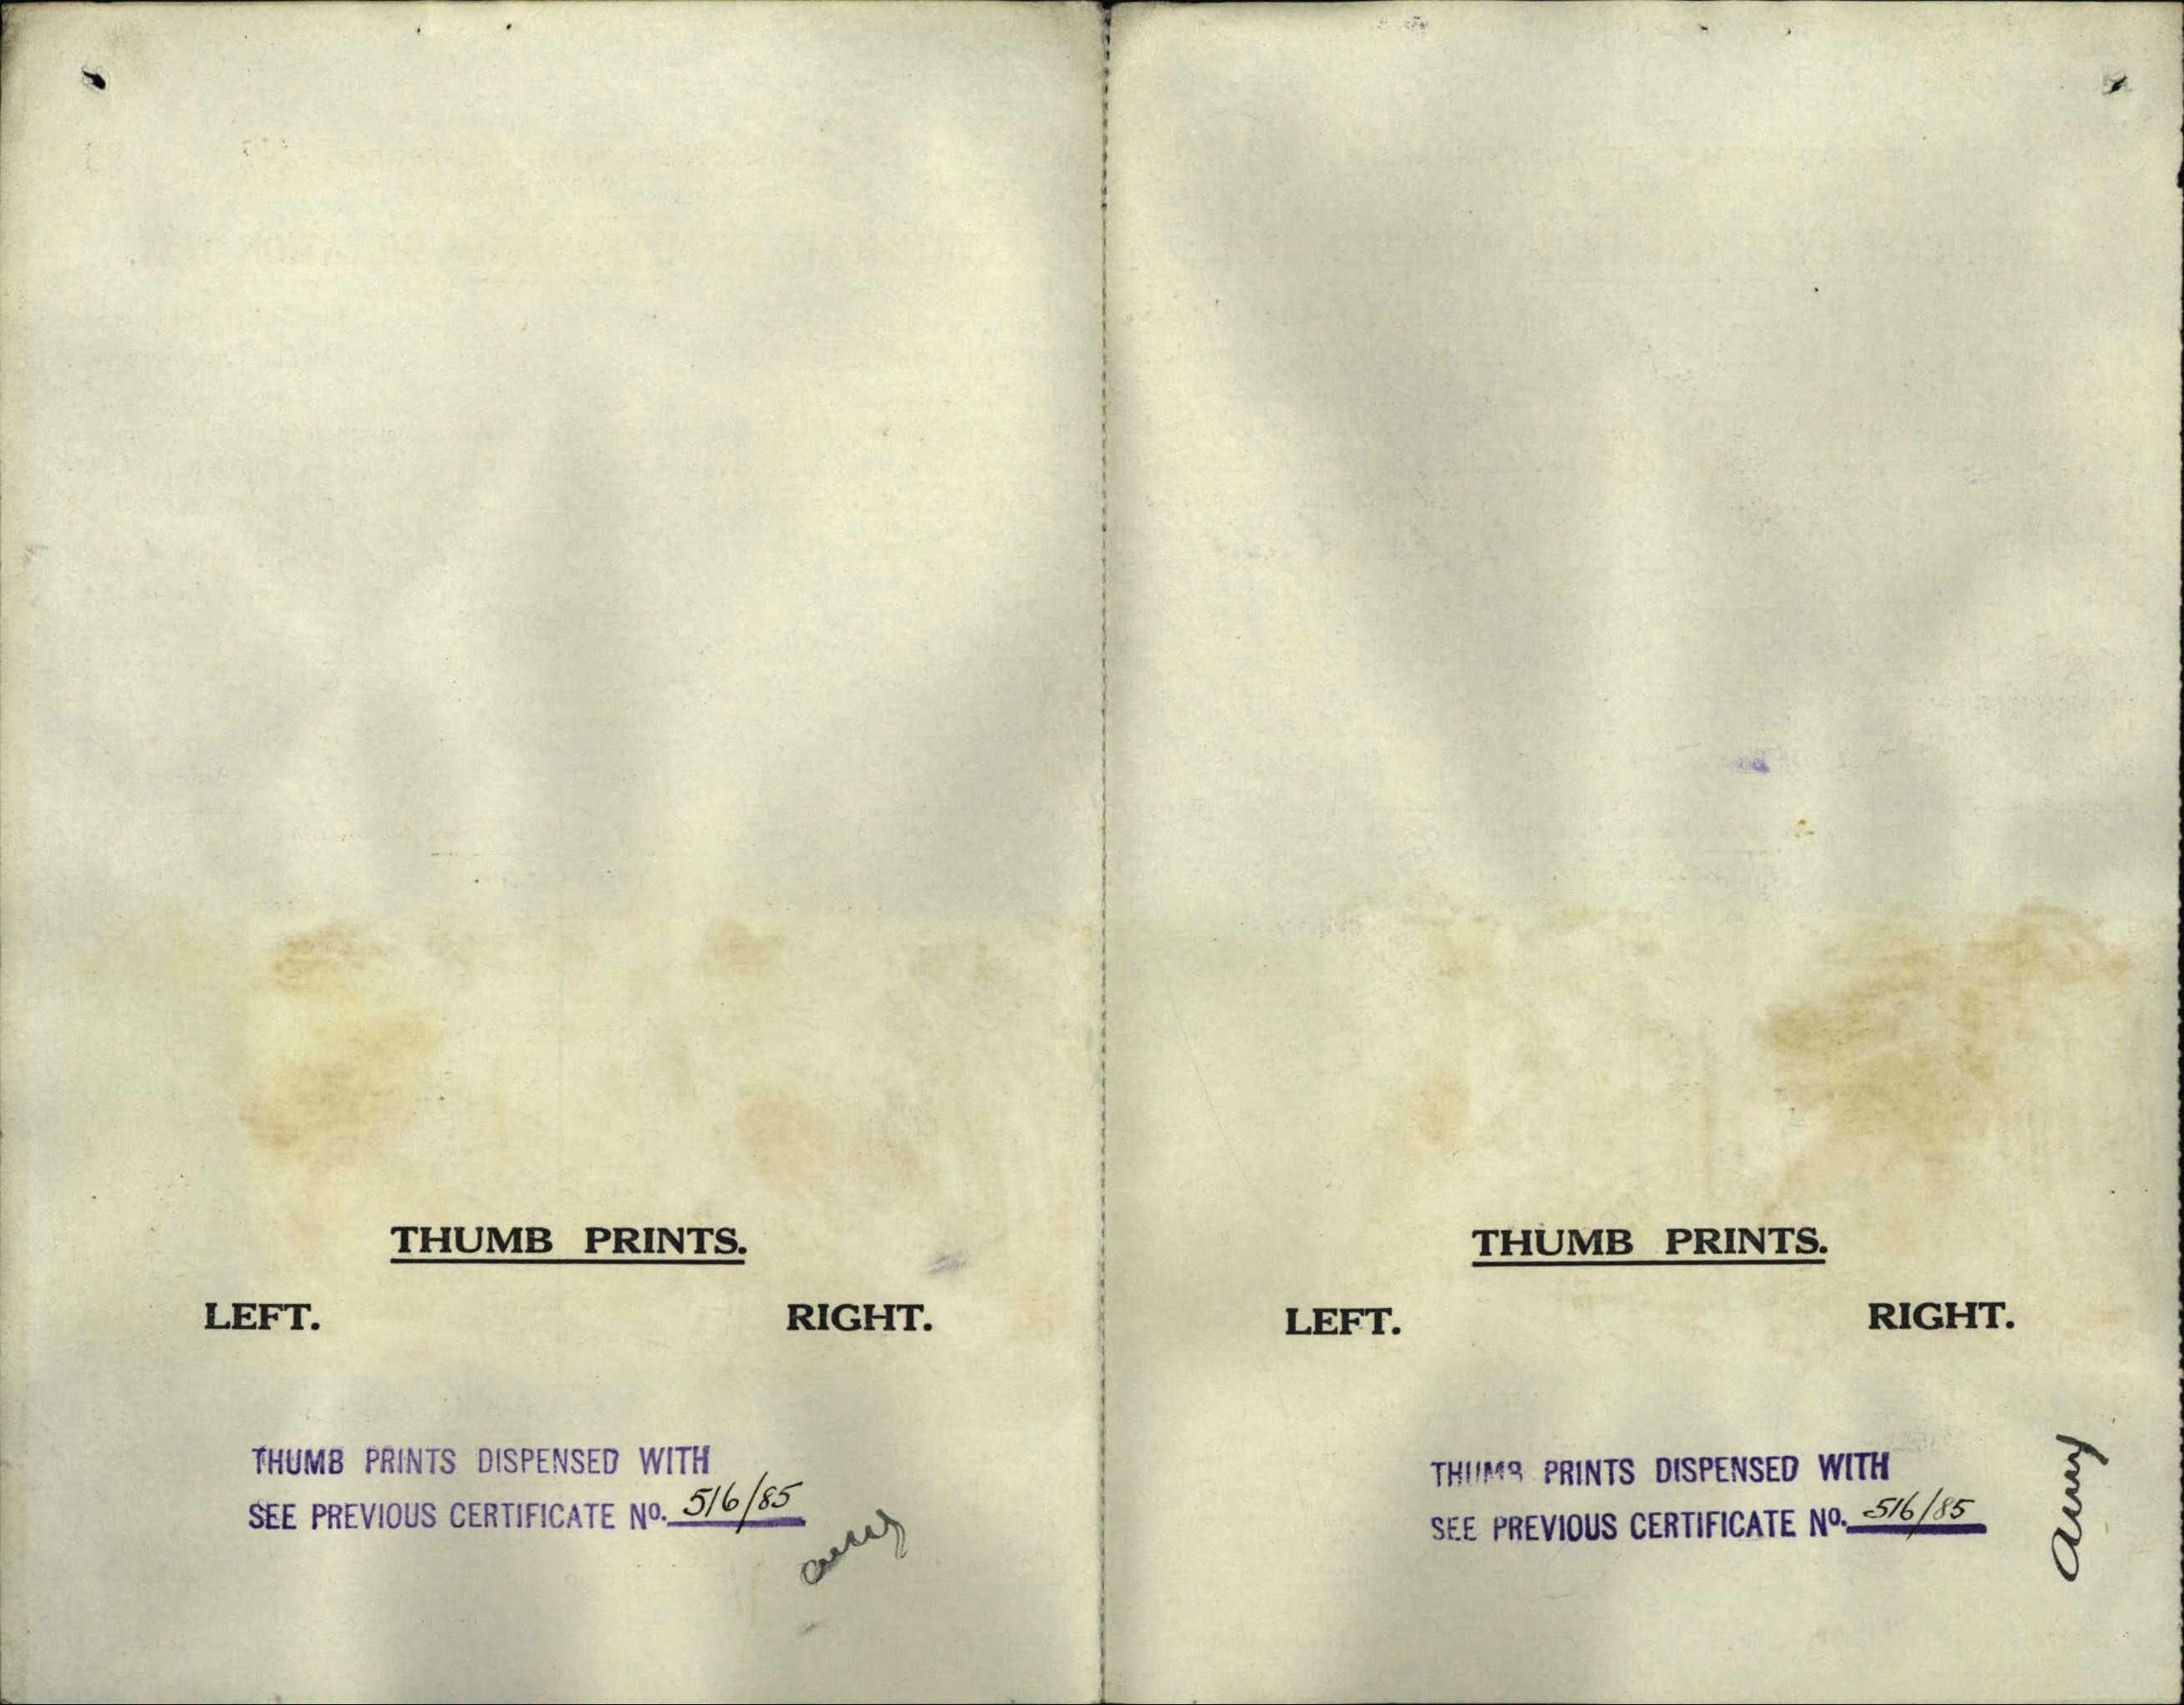 THUMB PRINTS.
LEFT. RIGHT.
THUMB PRINTS DISPENSED WITH
SEE PREVIOUS CERTIFICATE No. 516/85
THUMB PRINTS.
LEFT. RIGHT.
THUMB PRINTS DISPENSED WITH
SEE PREVIOUS CERTIFICATE No. 516/85